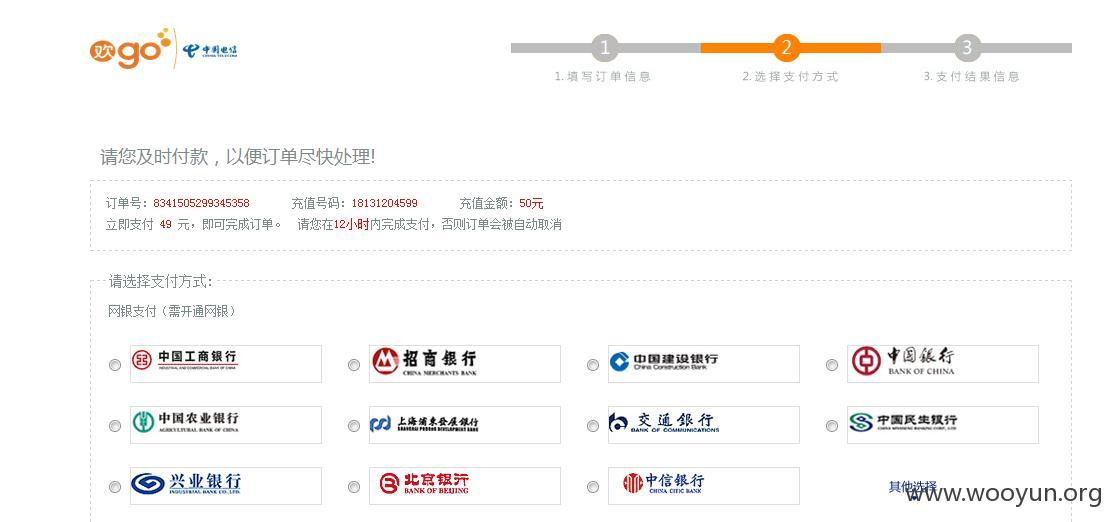 欢go 中国电信
CHINA TELECOM
1 2 3
1.填写订单信息 2.选择支付方式 3.支付结果信息
请您及时付款，以便订单尽快处理!
订单号：8341505299345358 充值号码：18131204599 充值金额：50元
立即支付 49 元，即可完成订单。 请您在12小时内完成支付，否则订单会被自动取消
请选择支付方式:
网银支付（需开通网银）
中国工商银行 招商银行 中国建设银行 中国银行
INDUSTRIAL AND COMMERCIAL BANK OF CHINA CHINA MERCHANTS BANK China Construction Bank BANK OF CHINA
中国农业银行 上海浦东发展银行 交通银行 中国民生银行
AGRICULTURAL BANK OF CHINA SHANGHAI PUDONG DEVELOPMENT BANK BANK OF COMMUNICATIONS CHINA MINSHENG BANKING CORP., LTD
兴业银行 北京银行 中信银行 其他选择
INDUSTRIAL BANK CO.,LTD. BANK OF BEIJING CHINA CITIC BANK
www.wooyun.org